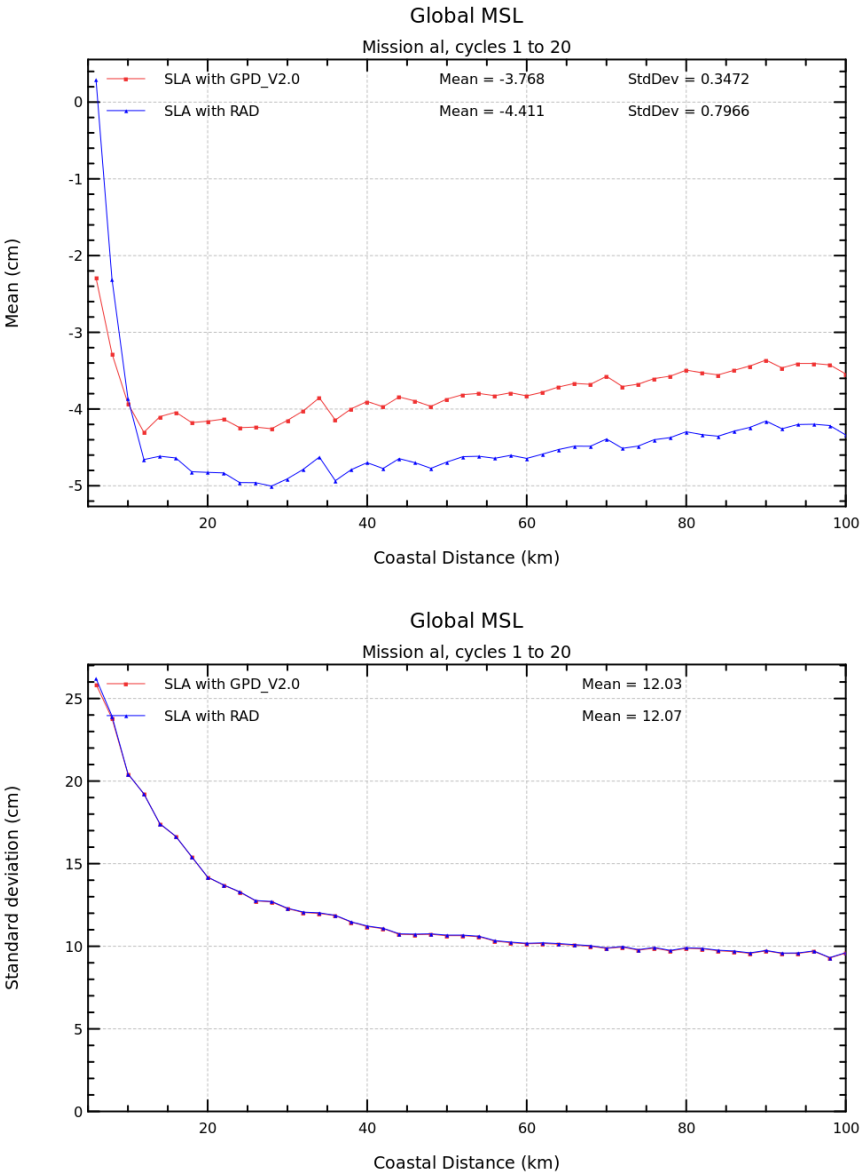 Global MSL
Mission al, cycles 1 to 20
SLA with GPD_V2.0 Mean = -3.768 StdDev = 0.3472
SLA with RAD Mean = -4.411 StdDev = 0.7966
Mean (cm)
0
-1
-2
-3
-4
-5
20 40 60 80 100
Coastal Distance (km)
Global MSL
Mission al, cycles 1 to 20
SLA with GPD_V2.0 Mean = 12.03
SLA with RAD Mean = 12.07
Standard deviation (cm)
25
20
15
10
5
0
20 40 60 80 100
Coastal Distance (km)